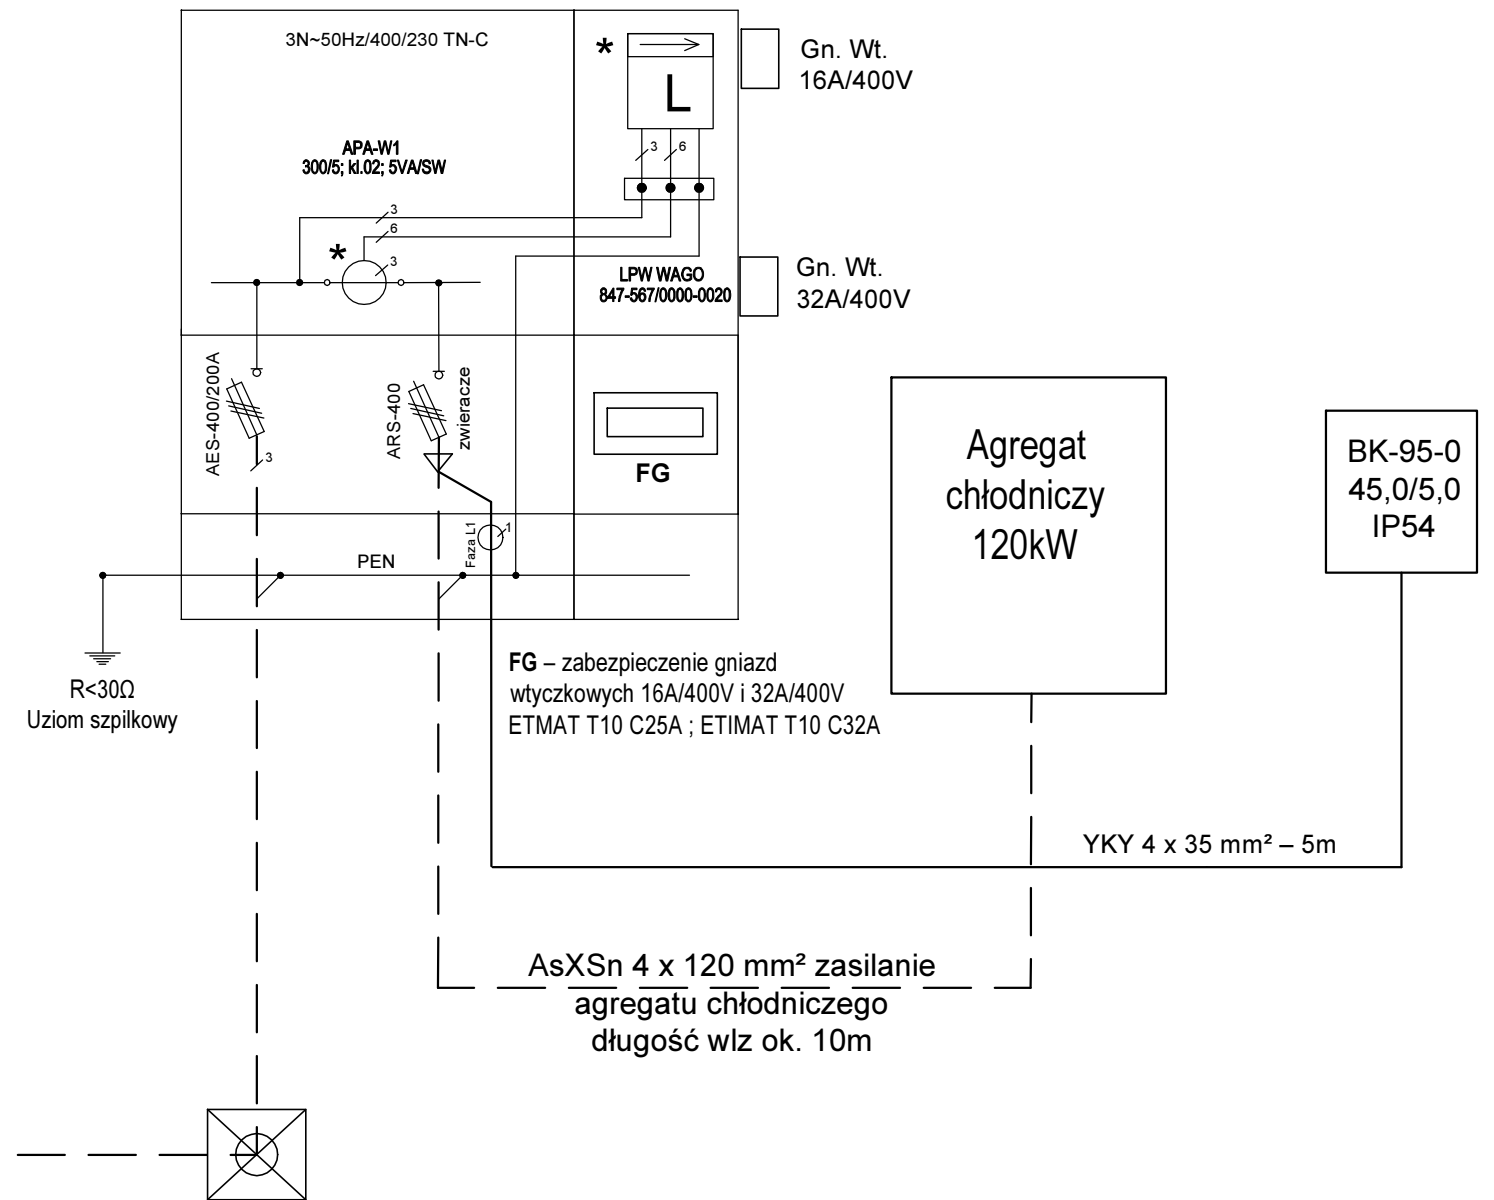 3N~50Hz/400/230 TN-C
*
L
Gn. Wt.
16A/400V
APA-W1
300/5; kl.02; 5VA/SW
3
6
3
6
*
3
LPW WAGO
847-567/0000-0020
Gn. Wt.
32A/400V
AES-400/200A
3
ARS-400
zwieracze
FG
Agregat
chłodniczy
120kW
BK-95-0
45,0/5,0
IP54
Faza L1
1
PEN
R<30Ω
Uziom szpilkowy
FG – zabezpieczenie gniazd
wtyczkowych 16A/400V i 32A/400V
ETMAT T10 C25A ; ETIMAT T10 C32A
YKY 4 x 35 mm² – 5m
AsXSn 4 x 120 mm² zasilanie
agregatu chłodniczego
długość wlz ok. 10m